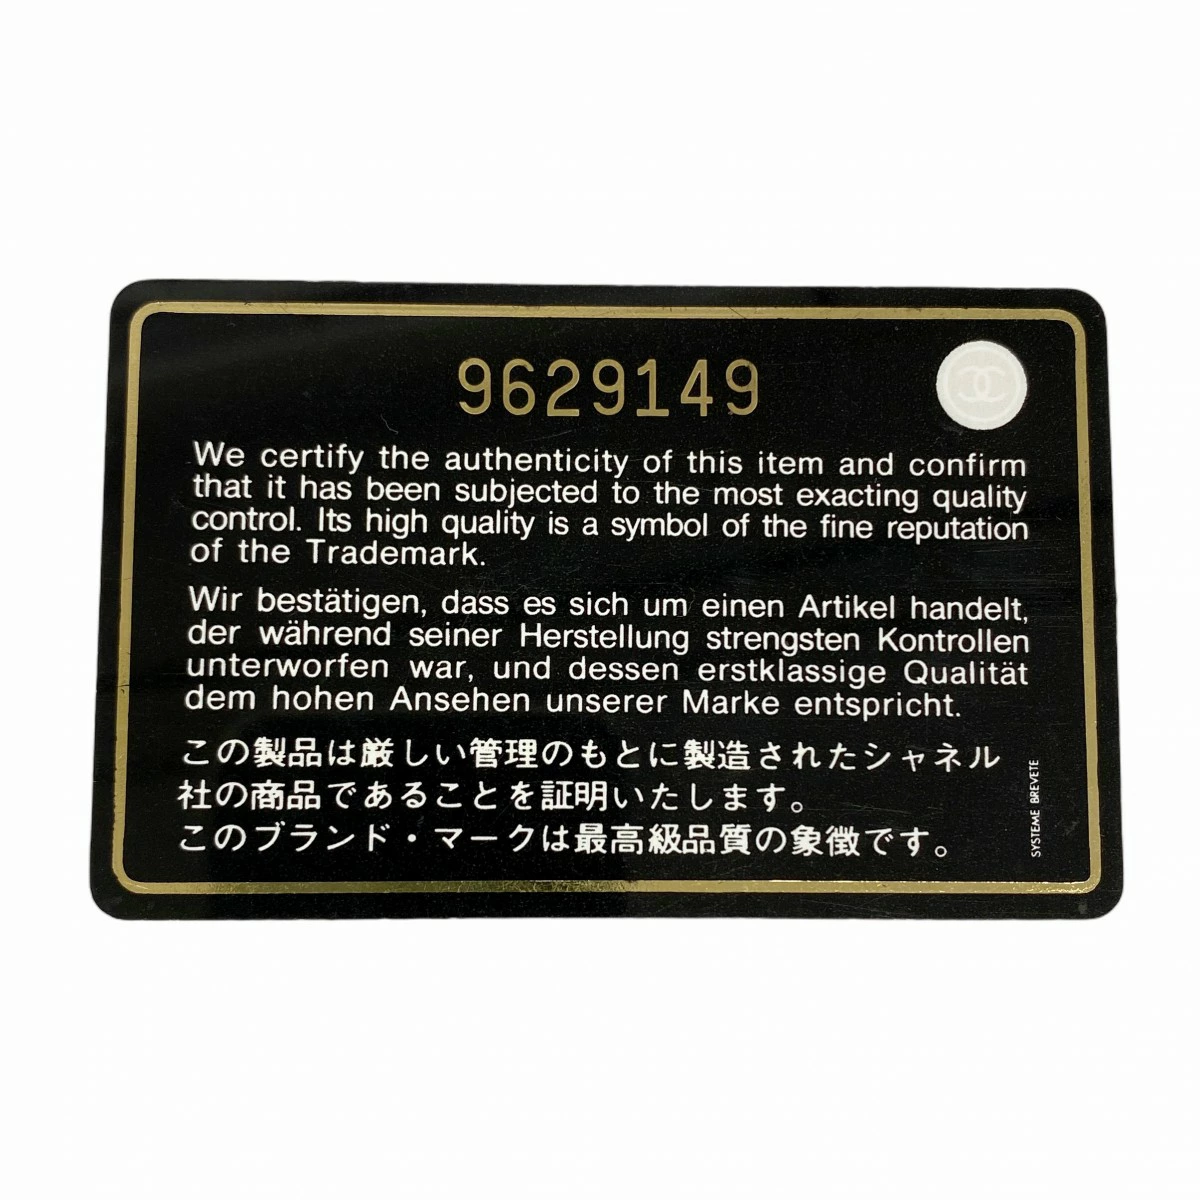 9629149
We certify the authenticity of this item and confirm
that it has been subjected to the most exacting quality
control. Its high quality is a symbol of the fine reputation
of the Trademark.
Wir bestätigen, dass es sich um einen Artikel handelt,
der während seiner Herstellung strengsten Kontrollen
unterworfen war, und dessen erstklassige Qualität
dem hohen Ansehen unserer Marke entspricht.
この製品は厳しい管理のもとに製造されたシャネル
社の商品であることを証明いたします。
このブランド・マークは最高級品質の象徴です。
SYSTEME BREVETE